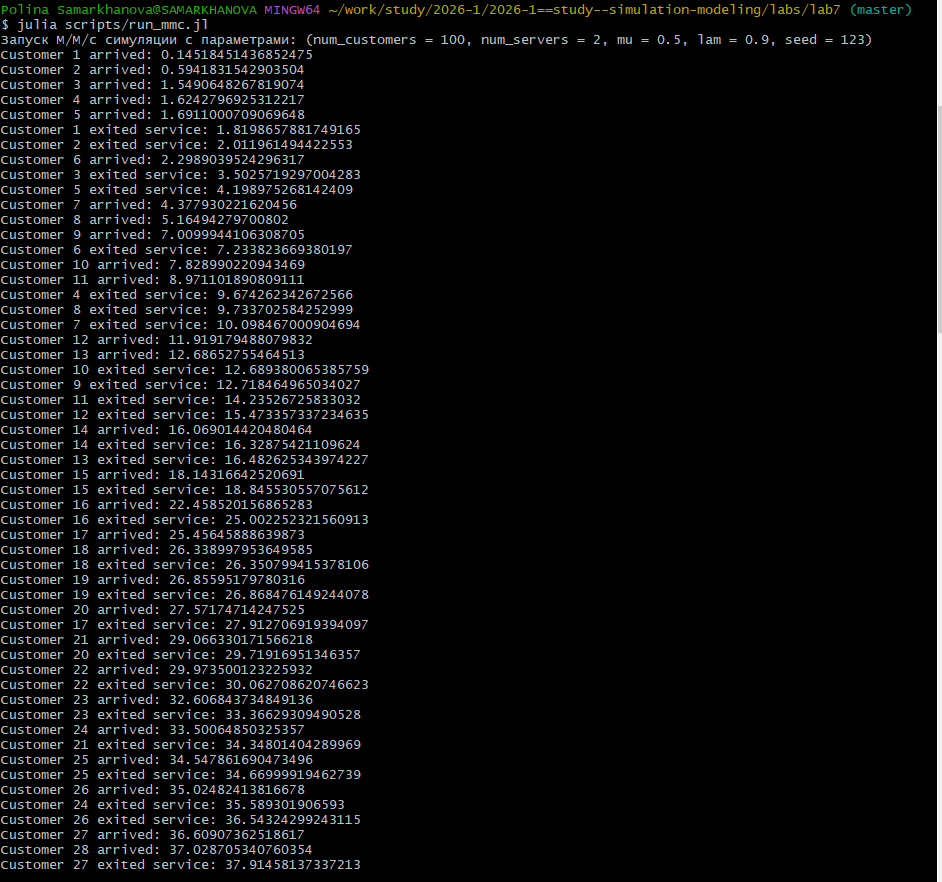 Polina Samarkhanova@SAMARKHANOVA MINGW64 ~/work/study/2026-1/2026-1==study--simulation-modeling/labs/lab7 (master)
$ julia scripts/run_mmc.jl
Запуск М/М/с симуляции с параметрами: (num_customers = 100, num_servers = 2, mu = 0.5, lam = 0.9, seed = 123)
Customer 1 arrived: 0.14518451436852475
Customer 2 arrived: 0.5941831542903504
Customer 3 arrived: 1.5490648267819074
Customer 4 arrived: 1.6242796925312217
Customer 5 arrived: 1.6911000709069648
Customer 1 exited service: 1.8198657881749165
Customer 2 exited service: 2.011961494422553
Customer 6 arrived: 2.2989039524296317
Customer 3 exited service: 3.5025719297004283
Customer 5 exited service: 4.198975268142409
Customer 7 arrived: 4.377930221620456
Customer 8 arrived: 5.16494279700802
Customer 9 arrived: 7.0099944106308705
Customer 6 exited service: 7.233823669380197
Customer 10 arrived: 7.828990220943469
Customer 11 arrived: 8.971101890809111
Customer 4 exited service: 9.674262342672566
Customer 8 exited service: 9.733702584252999
Customer 7 exited service: 10.098467000904694
Customer 12 arrived: 11.919179488079832
Customer 13 arrived: 12.68652755464513
Customer 10 exited service: 12.689380065385759
Customer 9 exited service: 12.718464965034027
Customer 11 exited service: 14.23526725833032
Customer 12 exited service: 15.473357337234635
Customer 14 arrived: 16.069014420480464
Customer 14 exited service: 16.32875421109624
Customer 13 exited service: 16.482625343974227
Customer 15 arrived: 18.14316642520691
Customer 15 exited service: 18.845530557075612
Customer 16 arrived: 22.458520156865283
Customer 16 exited service: 25.002252321560913
Customer 17 arrived: 25.45645888639873
Customer 18 arrived: 26.338997953649585
Customer 18 exited service: 26.350799415378106
Customer 19 arrived: 26.85595179780316
Customer 19 exited service: 26.868476149244078
Customer 20 arrived: 27.57174714247525
Customer 17 exited service: 27.912706919394097
Customer 21 arrived: 29.066330171566218
Customer 20 exited service: 29.71916951346357
Customer 22 arrived: 29.973500123225932
Customer 22 exited service: 30.062708620746623
Customer 23 arrived: 32.606843734849136
Customer 23 exited service: 33.36629309490528
Customer 24 arrived: 33.50064850325357
Customer 21 exited service: 34.34801404289969
Customer 25 arrived: 34.547861690473496
Customer 25 exited service: 34.66999919462739
Customer 26 arrived: 35.02482413816678
Customer 24 exited service: 35.589301906593
Customer 26 exited service: 36.54324299243115
Customer 27 arrived: 36.60907362518617
Customer 28 arrived: 37.028705340760354
Customer 27 exited service: 37.91458137337213